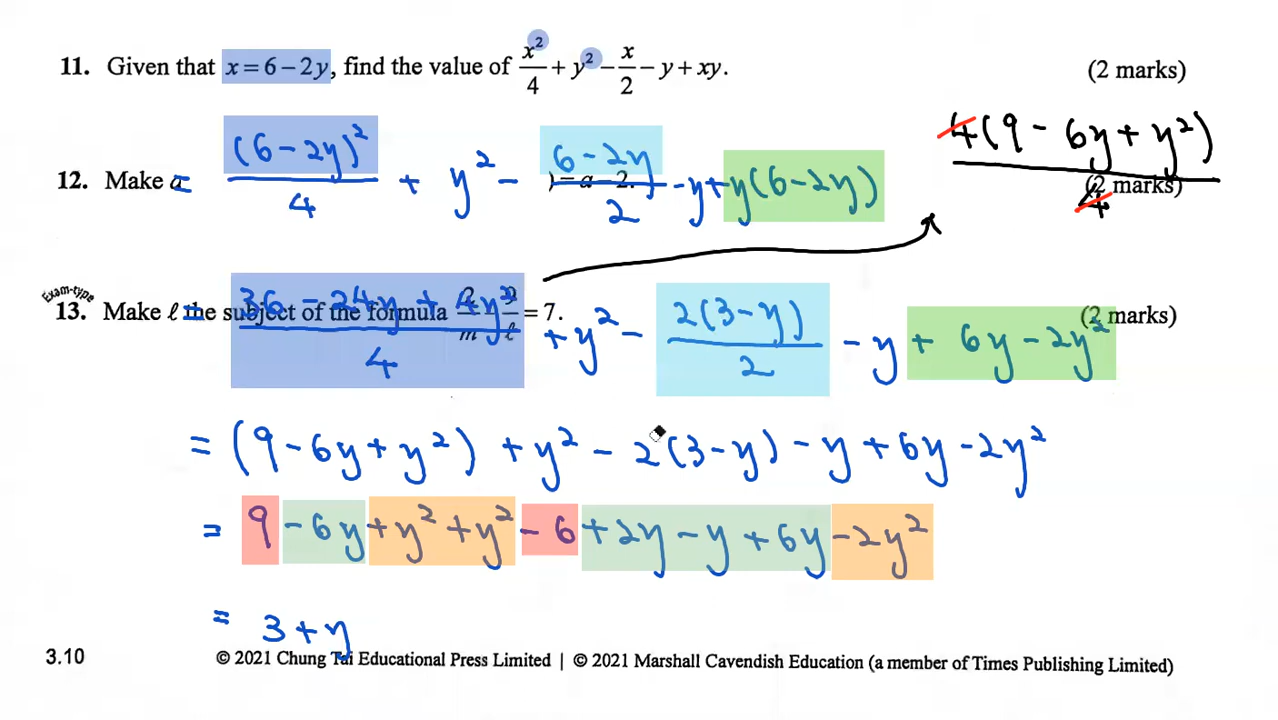 11. Given that x = 6 − 2y, find the value of x²/4 + y² − x/2 − y + xy. (2 marks)
4(9 − 6y + y²)/4
12. Make a ) = a − 2. (2 marks)
= (6 − 2y)²/4 + y² − (6 − 2y)/2 − y + y(6 − 2y)
Exam-type
13. Make ℓ the subject of the formula = 7. (2 marks)
= (36 − 24y + 4y²)/4 + y² − 2(3 − y)/2 − y + 6y − 2y²
= (9 − 6y + y²) + y² − 2(3 − y) − y + 6y − 2y²
= 9 − 6y + y² + y² − 6 + 2y − y + 6y − 2y²
= 3 + y
3.10 © 2021 Chung Tai Educational Press Limited | © 2021 Marshall Cavendish Education (a member of Times Publishing Limited)